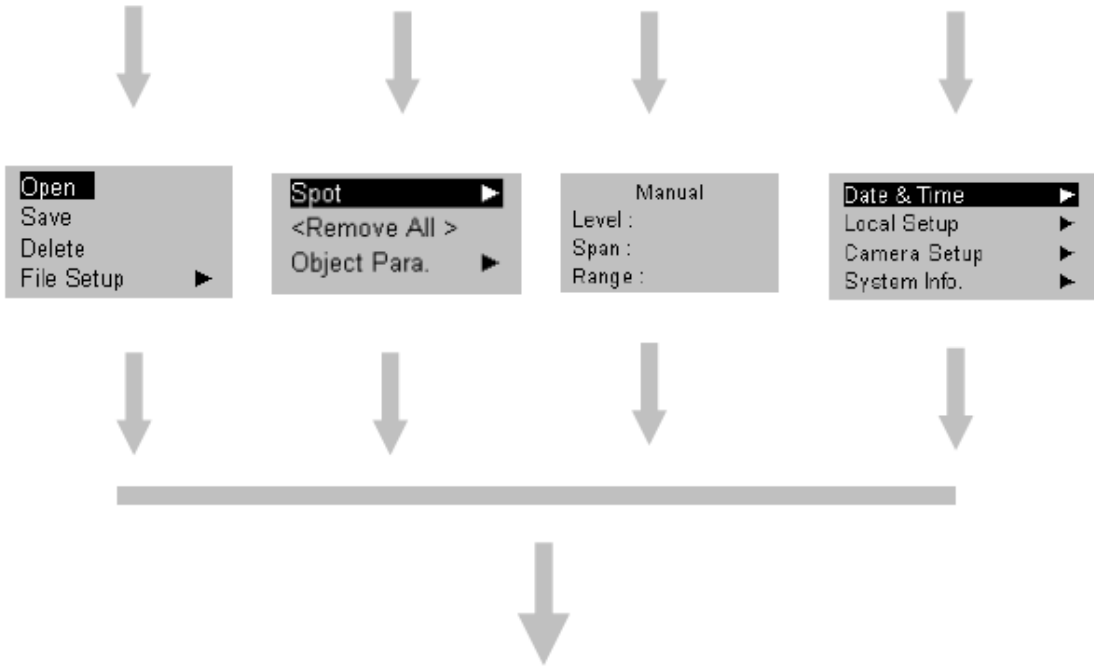 Open
Save
Delete
File Setup
Spot
<Remove All >
Object Para.
Manual
Level :
Span :
Range :
Date & Time
Local Setup
Camera Setup
System Info.